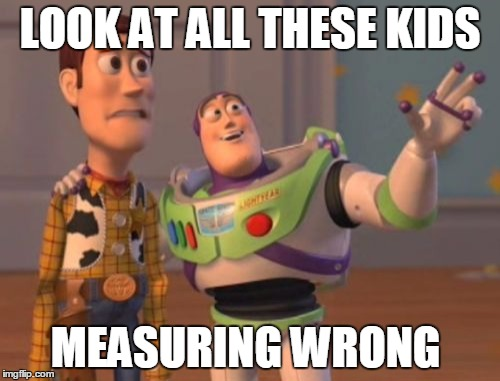 LOOK AT ALL THESE KIDS
LIGHTYEAR
MEASURING WRONG
imgflip.com